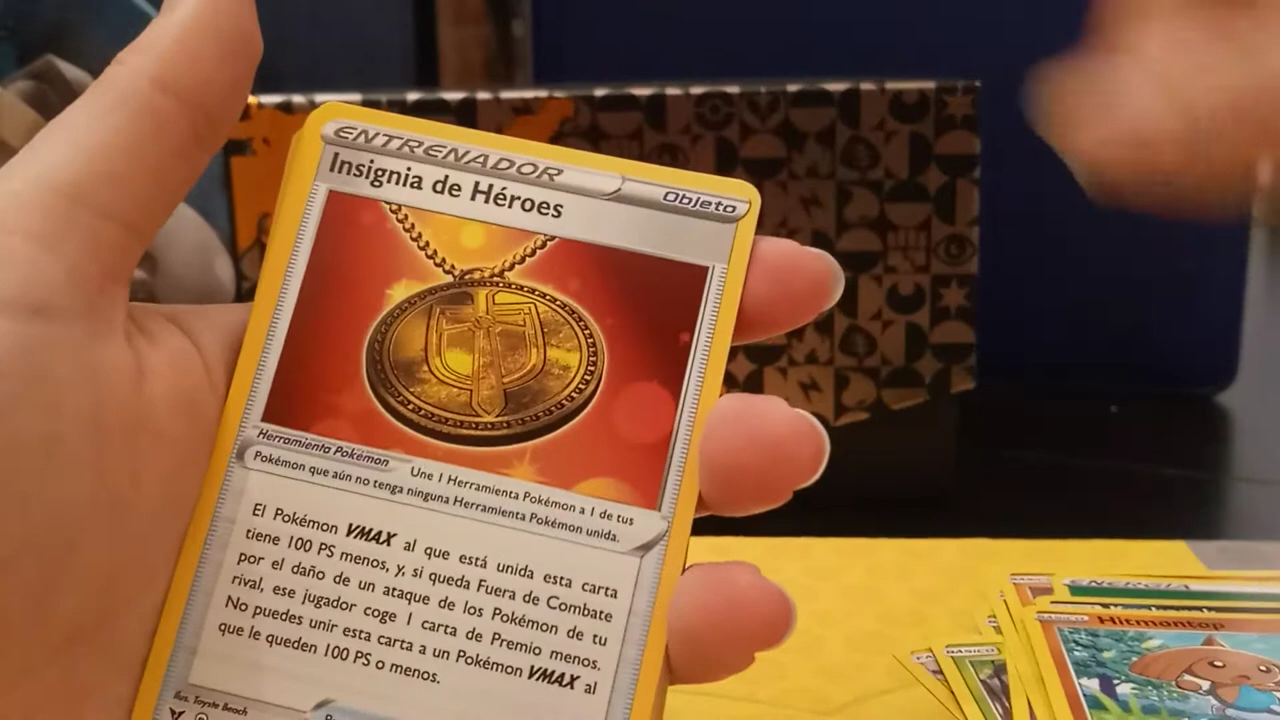 ENTRENADOR
Insignia de Héroes
Objeto
Herramienta Pokémon
Une 1 Herramienta Pokémon a 1 de tus
Pokémon que aún no tenga ninguna Herramienta Pokémon unida.
El Pokémon VMAX al que está unida esta carta
tiene 100 PS menos, y, si queda Fuera de Combate
por el daño de un ataque de los Pokémon de tu
rival, ese jugador coge 1 carta de Premio menos.
No puedes unir esta carta a un Pokémon VMAX al
que le queden 100 PS o menos.
Ilus. Toyste Beach
ENERGÍA
BÁSICO
Hitmontop
BÁSICO